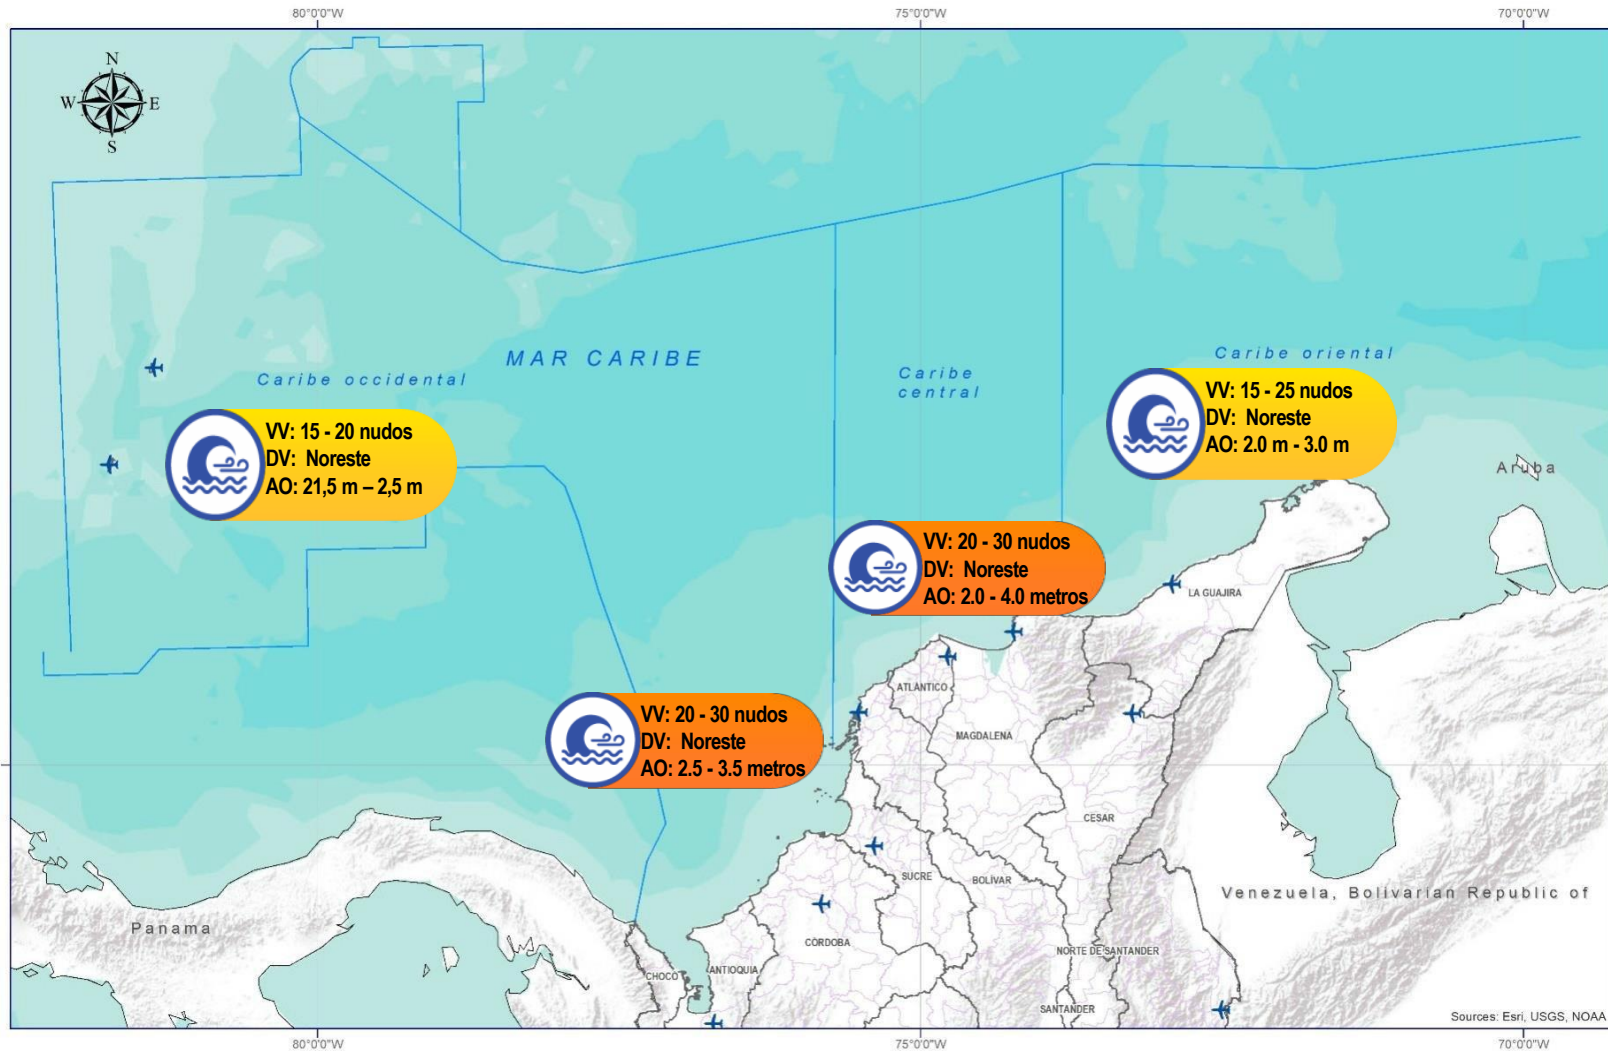 80°0'0"W
75°0'0"W
70°0'0"W
N
W
E
S
MAR CARIBE
Caribe occidental
Caribe
central
Caribe oriental
VV: 15 - 20 nudos
DV:  Noreste
AO: 21,5 m – 2,5 m
VV: 15 - 25 nudos
DV:  Noreste
AO: 2.0 m - 3.0 m
Aruba
VV: 20 - 30 nudos
DV:  Noreste
AO: 2.0 - 4.0 metros
LA GUAJIRA
ATLÁNTICO
VV: 20 - 30 nudos
DV:  Noreste
AO: 2.5 - 3.5 metros
MAGDALENA
CESAR
SUCRE
BOLÍVAR
Venezuela, Bolivarian Republic of
Panama
CÓRDOBA
NORTE DE SANTANDER
CHOCÓ
ANTIOQUIA
SANTANDER
Sources: Esri, USGS, NOAA
80°0'0"W
75°0'0"W
70°0'0"W